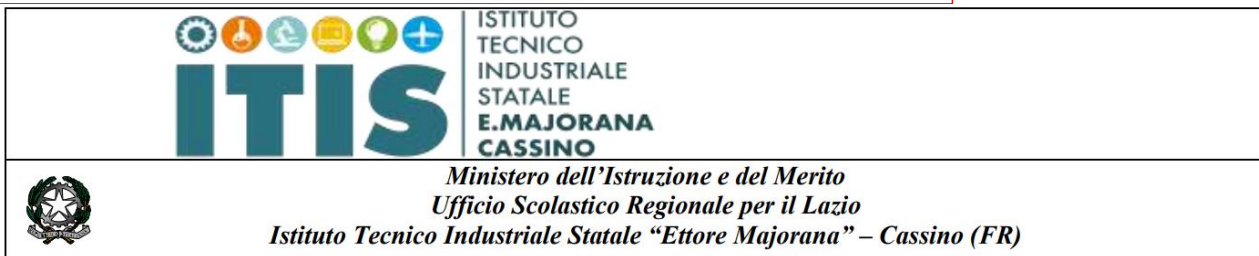 ITIS
ISTITUTO
TECNICO
INDUSTRIALE
STATALE
E.MAJORANA
CASSINO
Ministero dell’Istruzione e del Merito
Ufficio Scolastico Regionale per il Lazio
Istituto Tecnico Industriale Statale “Ettore Majorana” – Cassino (FR)